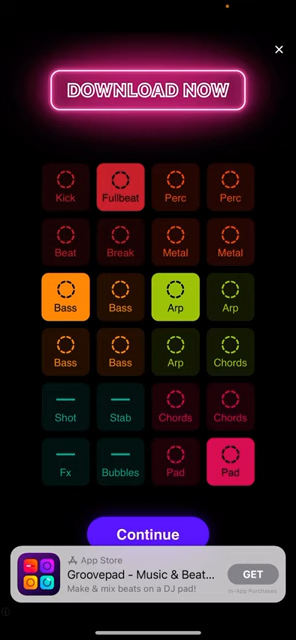 DOWNLOAD NOW
Kick Fullbeat Perc Perc
Beat Break Metal Metal
Bass Bass Arp Arp
Bass Bass Arp Chords
Shot Stab Chords Chords
Fx Bubbles Pad Pad
Continue
App Store
Groovepad - Music & Beat...
Make & mix beats on a DJ pad!
GET
In-App Purchases